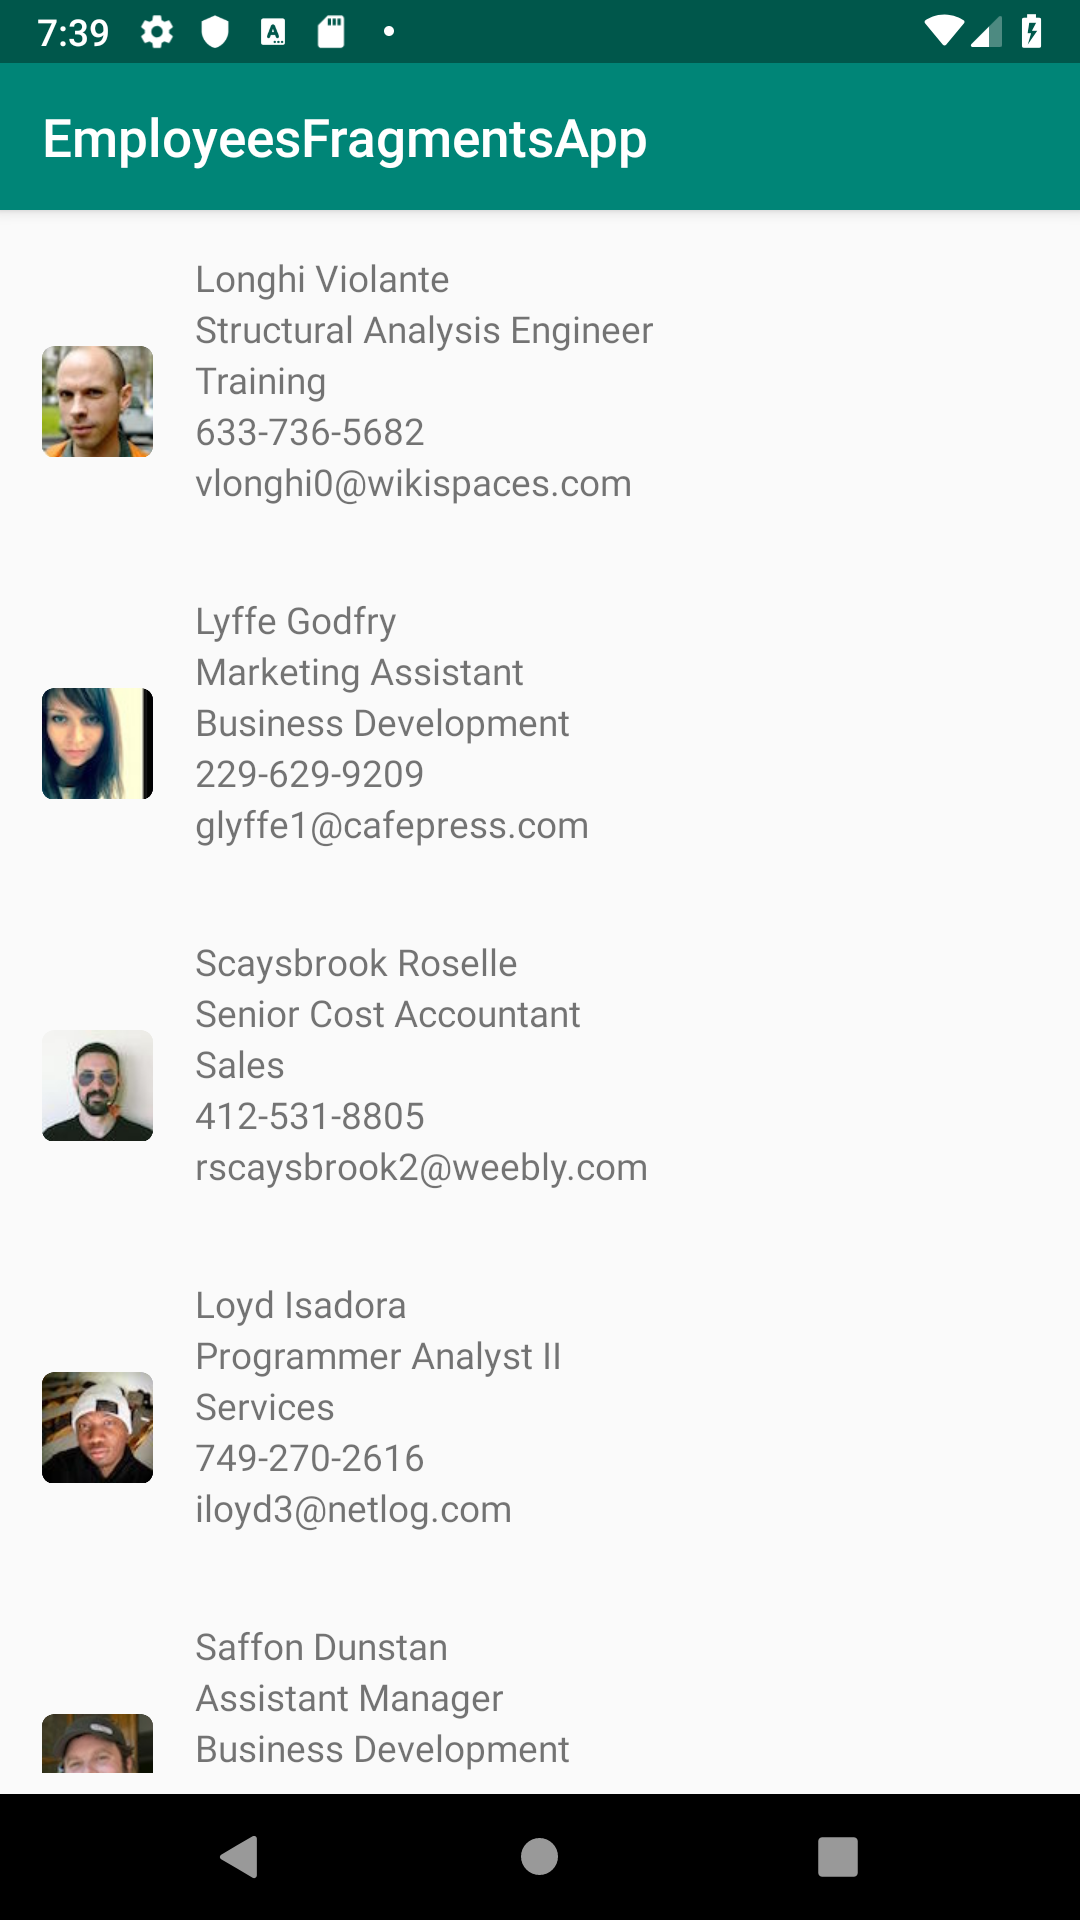 7:39
EmployeesFragmentsApp
Longhi Violante
Structural Analysis Engineer
Training
633-736-5682
vlonghi0@wikispaces.com
Lyffe Godfry
Marketing Assistant
Business Development
229-629-9209
glyffe1@cafepress.com
Scaysbrook Roselle
Senior Cost Accountant
Sales
412-531-8805
rscaysbrook2@weebly.com
Loyd Isadora
Programmer Analyst II
Services
749-270-2616
iloyd3@netlog.com
Saffon Dunstan
Assistant Manager
Business Development